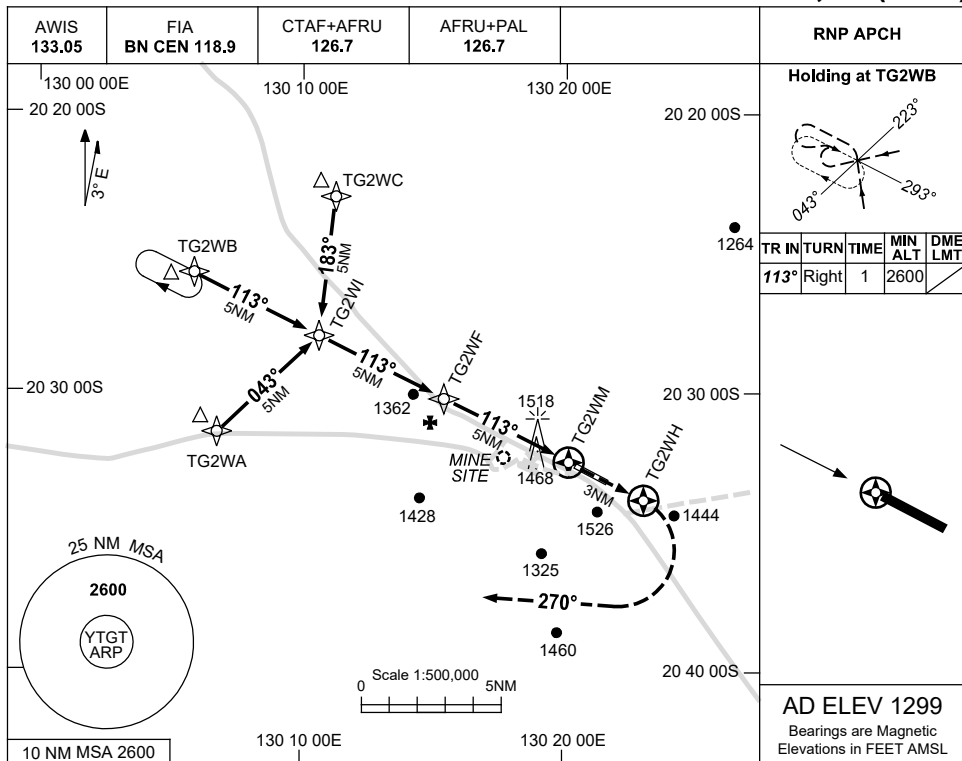 AWIS
133.05
FIA
BN CEN 118.9
CTAF+AFRU
126.7
AFRU+PAL
126.7
RNP APCH
130 00 00E
130 10 00E
130 20 00E
20 20 00S
20 20 00S
3° E
TG2WC
183°
5NM
TG2WB
113°
5NM
TG2WI
113°
5NM
TG2WF
043°
5NM
TG2WA
20 30 00S
20 30 00S
1264
1362
1518
113°
5NM
TG2WM
TG2WH
MINE
SITE
1468
3NM
1428
1526
1444
1325
270°
1460
25 NM MSA
2600
YTGT
ARP
10 NM MSA 2600
Scale 1:500,000
0
5NM
20 40 00S
130 10 00E
130 20 00E
Holding at TG2WB
223°
293°
043°
TR IN TURN TIME MIN ALT DME LMT
113° Right 1 2600
AD ELEV 1299
Bearings are Magnetic
Elevations in FEET AMSL